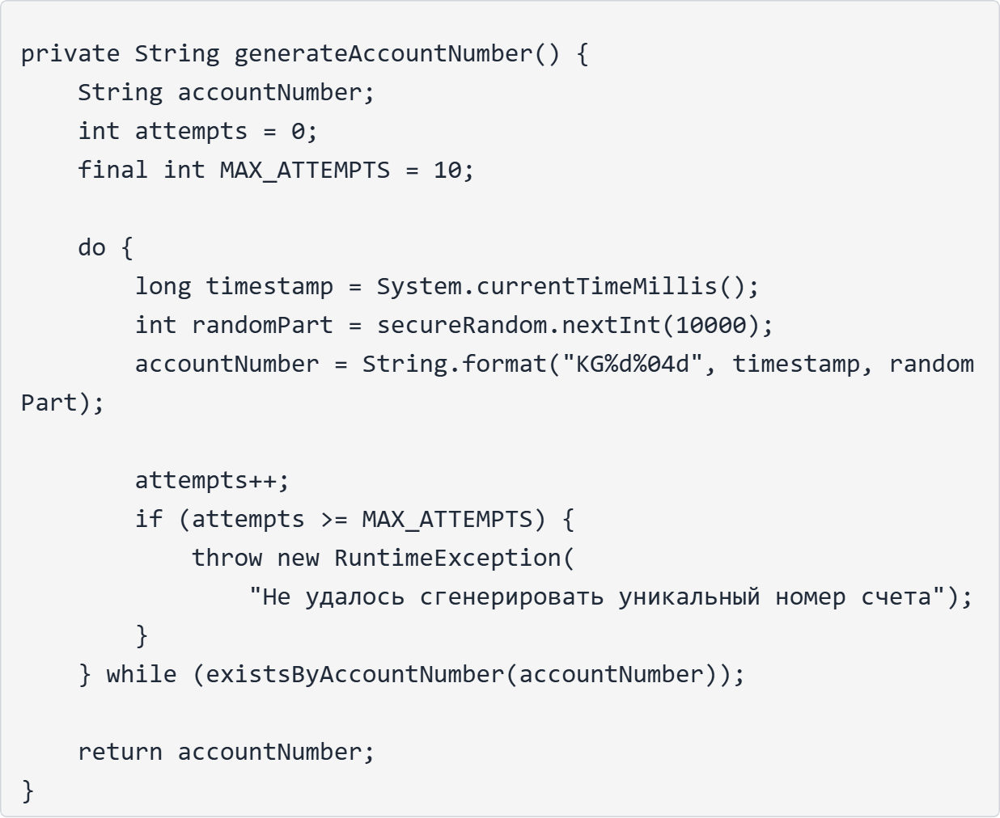 private String generateAccountNumber() {
    String accountNumber;
    int attempts = 0;
    final int MAX_ATTEMPTS = 10;

    do {
        long timestamp = System.currentTimeMillis();
        int randomPart = secureRandom.nextInt(10000);
        accountNumber = String.format("KG%d%04d", timestamp, random
Part);

        attempts++;
        if (attempts >= MAX_ATTEMPTS) {
            throw new RuntimeException(
                "Не удалось сгенерировать уникальный номер счета");
        }
    } while (existsByAccountNumber(accountNumber));

    return accountNumber;
}